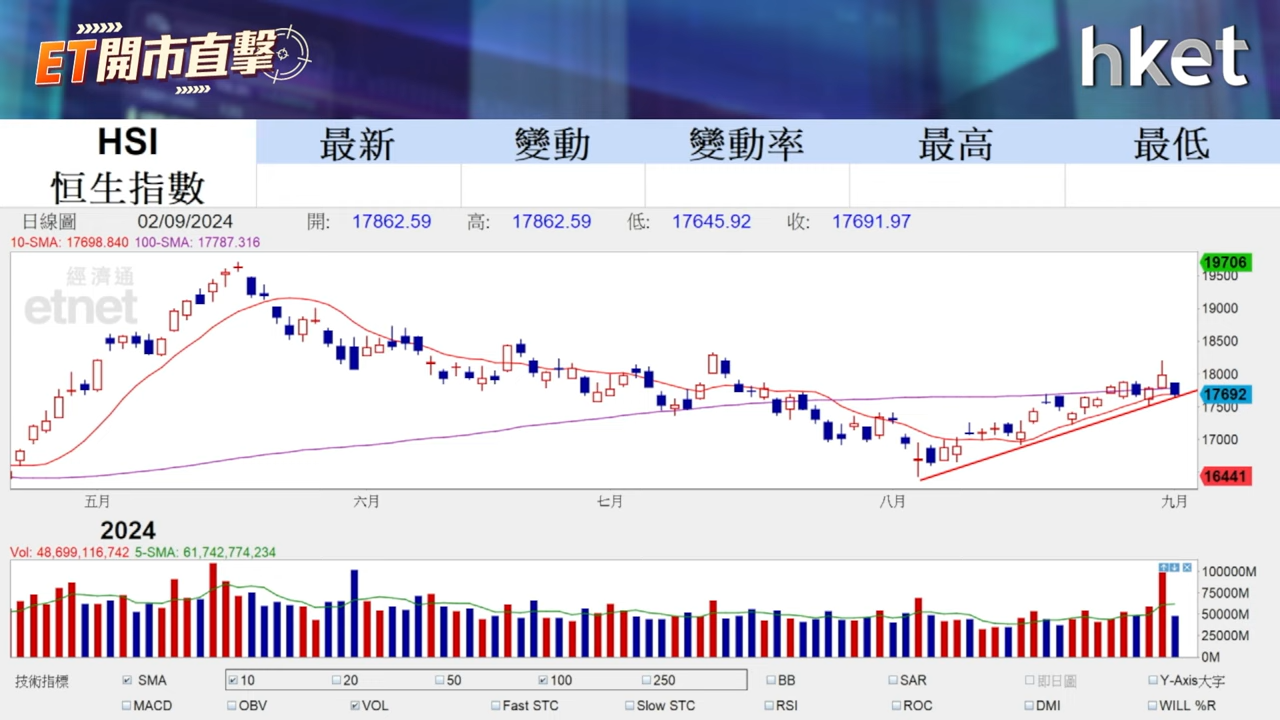 ET開市直擊
hket
HSI 最新 變動 變動率 最高 最低
恒生指數
日線圖 02/09/2024 開: 17862.59 高: 17862.59 低: 17645.92 收: 17691.97
10-SMA: 17698.840 100-SMA: 17787.316
經濟通
etnet
19706
19500
19000
18500
18000
17692
17500
17000
16441
五月 六月 七月 八月 九月
2024
Vol: 48,699,116,742 5-SMA: 61,742,774,234
100000M
75000M
50000M
25000M
0M
技術指標 SMA 10 20 50 100 250 BB SAR 即日圖 Y-Axis大字
MACD OBV VOL Fast STC Slow STC RSI ROC DMI WILL %R